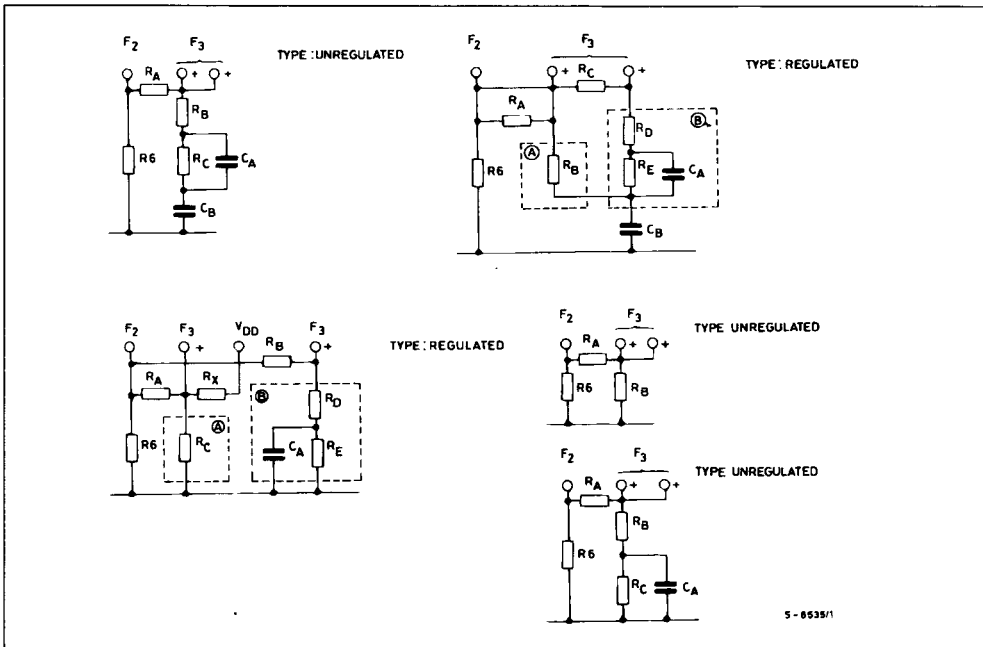 F2 F3
TYPE : UNREGULATED
RA
+ +
RB
R6
RC
CA
CB
F2 F3
TYPE : REGULATED
+ RC +
RA
RD
B
A
R6
RB
RE
CA
CB
F2 F3 VDD F3
TYPE : REGULATED
+ RB +
RA RX
B
RD
A
R6
RC
CA
RE
F2 F3
TYPE UNREGULATED
RA
+ +
R6
RB
F2 F3
TYPE UNREGULATED
RA
+ +
RB
R6
RC
CA
5-6535/1